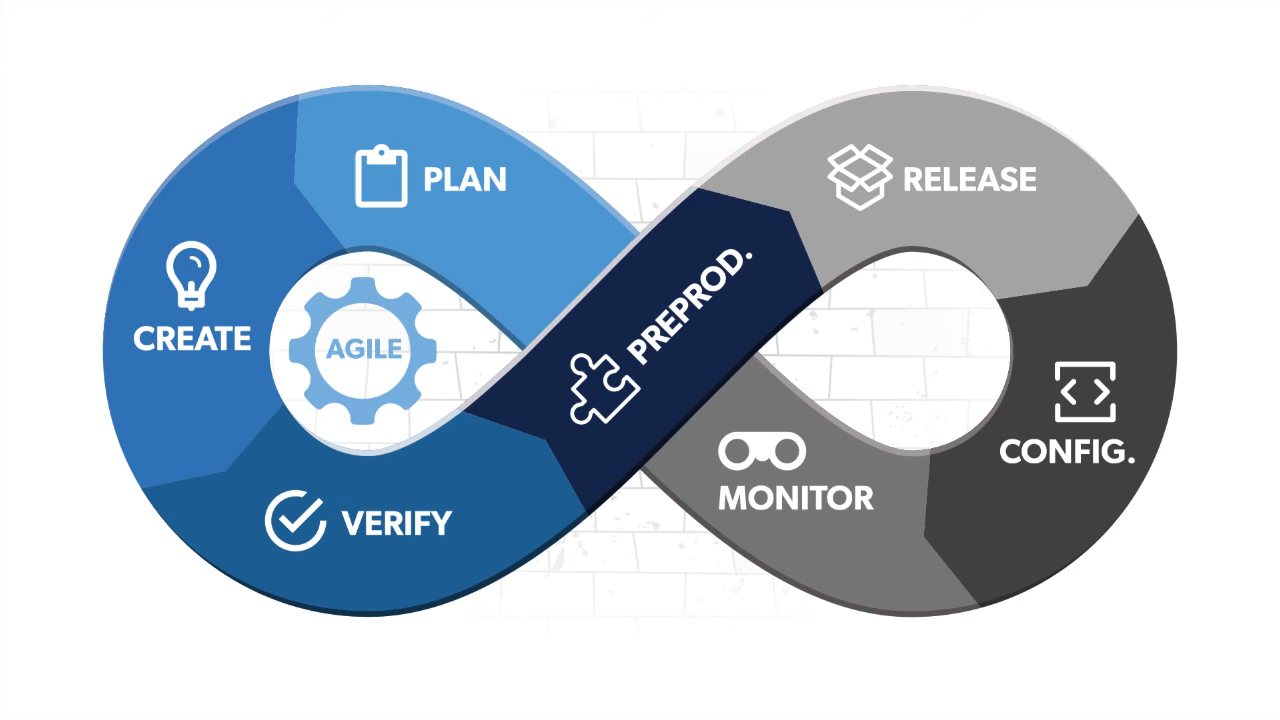 PLAN
CREATE
AGILE
VERIFY
PREPROD.
RELEASE
CONFIG.
MONITOR